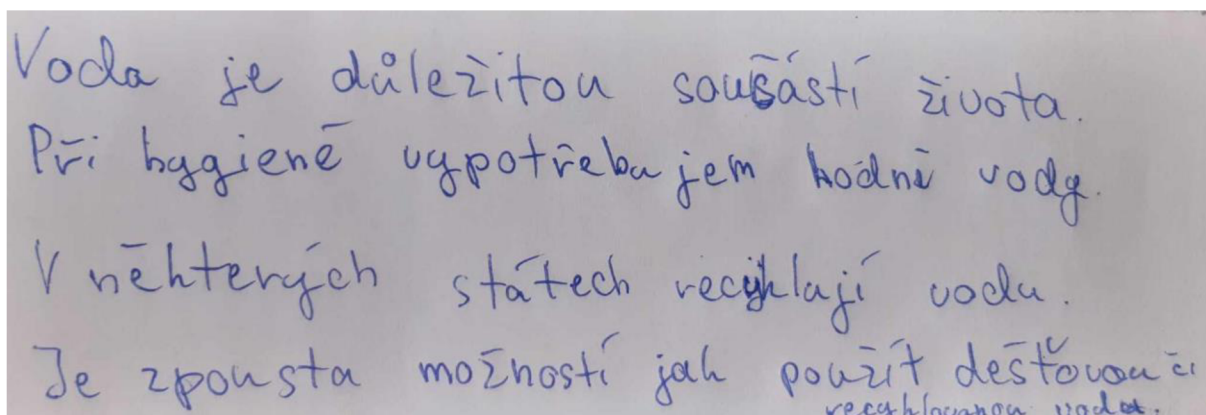 Voda je důležitou soušástí života.
Při hygieně vypotřebujem hodně vody.
V některých státech recyklají vodu.
Je zpousta možností jak použít dešťovou či
recyklovanou vodu.